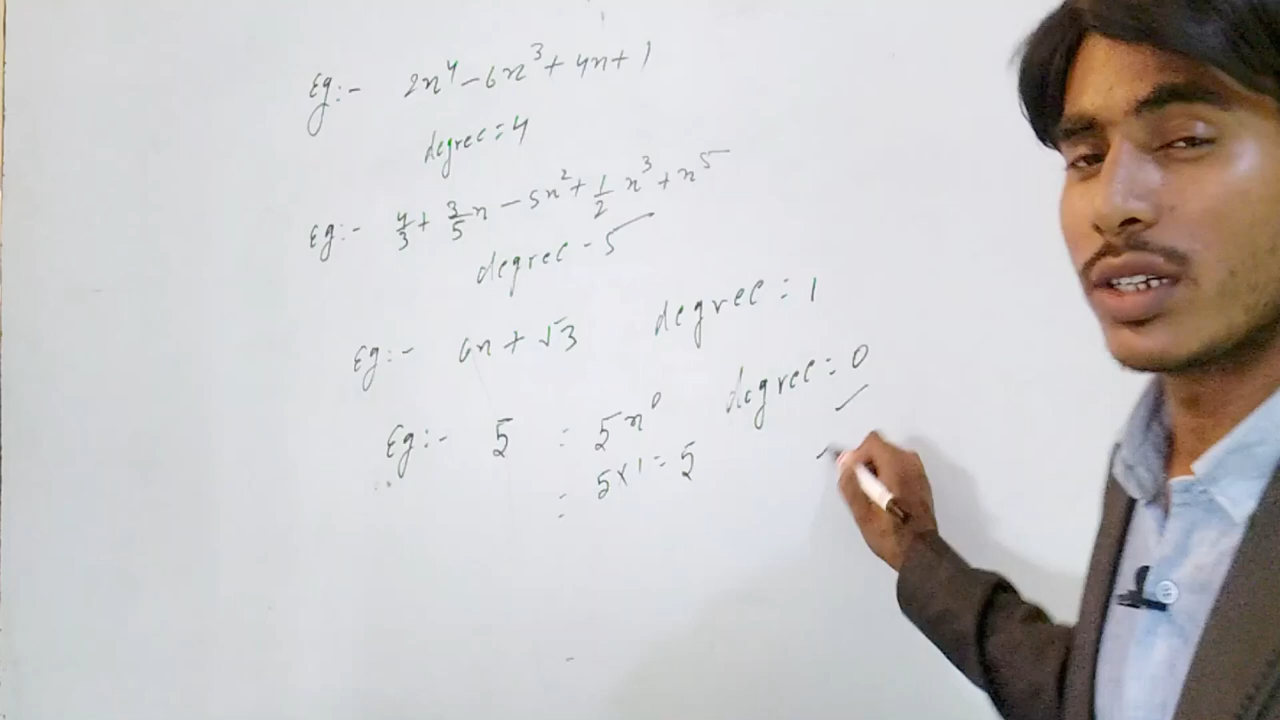 Eg:- 2x⁴ - 6x³ + 4x + 1
degree = 4
Eg:- 4/3 + 3/5 x - 5x² + 1/2 x³ + x⁵
degree - 5
Eg:- 6x + √3 degree = 1
Eg:- 5 = 5x⁰ degree = 0
= 5 x 1 = 5